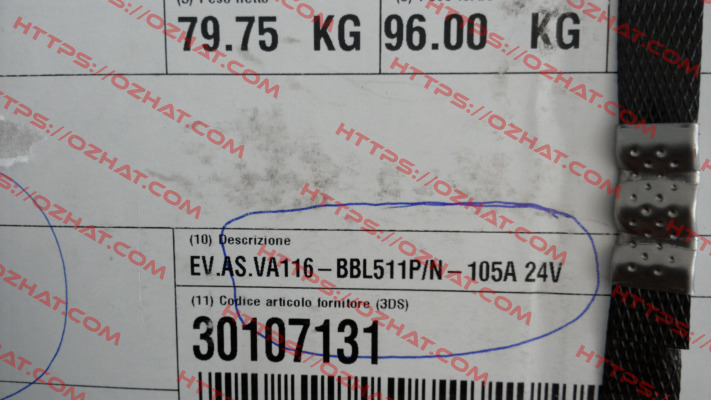 79.75 KG 96.00 KG
(10) Descrizione
EV.AS.VA116-BBL511P/N-105A 24V
(11) Codice articolo fornitore (3DS)
30107131
HTTPS://OZHAT.COM